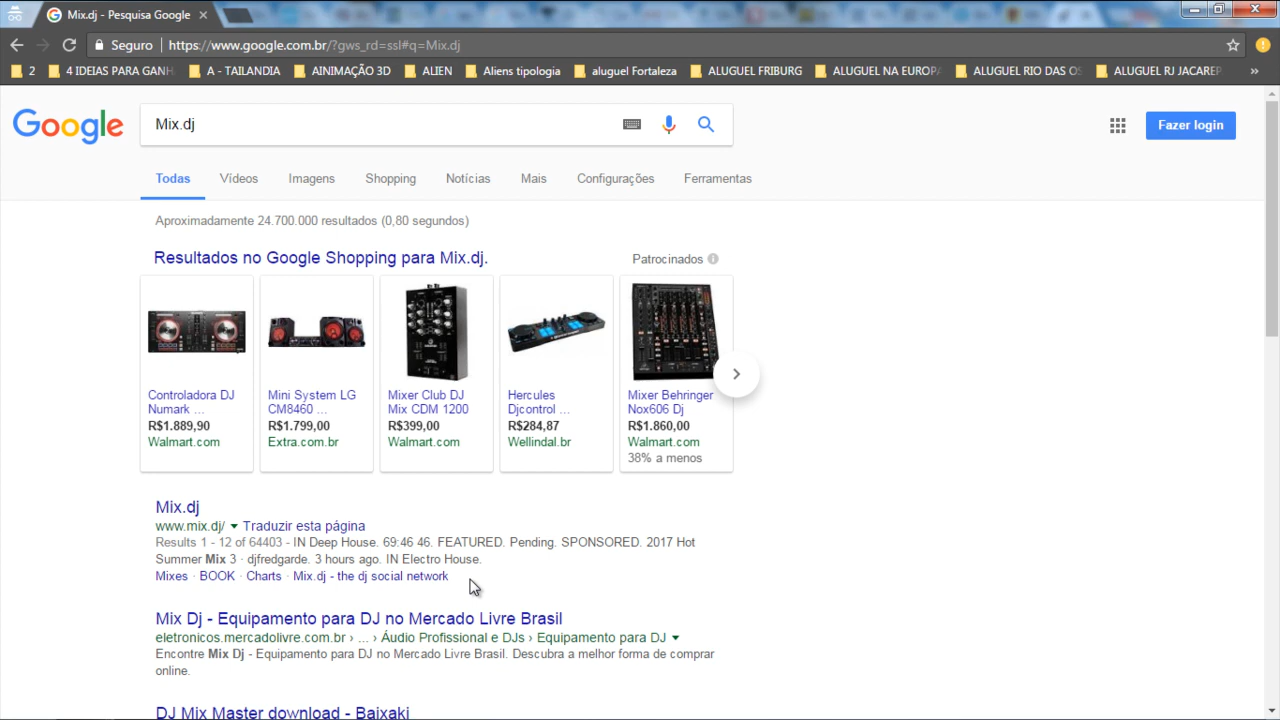 Mix.dj - Pesquisa Google
Seguro https://www.google.com.br/?gws_rd=ssl#q=Mix.dj
2 4 IDEIAS PARA GANH A - TAILANDIA AINIMAÇÃO 3D ALIEN Aliens tipologia aluguel Fortaleza ALUGUEL FRIBURG ALUGUEL NA EUROPA ALUGUEL RIO DAS OS ALUGUEL RJ JACAREP. »
Google Mix.dj Fazer login
Todas Vídeos Imagens Shopping Notícias Mais Configurações Ferramentas
Aproximadamente 24.700.000 resultados (0,80 segundos)
Resultados no Google Shopping para Mix.dj. Patrocinados
Controladora DJ Numark ...
R$1.889,90
Walmart.com
Mini System LG CM8460 ...
R$1.799,00
Extra.com.br
Mixer Club DJ Mix CDM 1200
R$399,00
Walmart.com
Hercules Djcontrol ...
R$284,87
Wellindal.br
Mixer Behringer Nox606 Dj
R$1.860,00
Walmart.com
38% a menos
Mix.dj
www.mix.dj/ Traduzir esta página
Results 1 - 12 of 64403 - IN Deep House. 69:46 46. FEATURED. Pending. SPONSORED. 2017 Hot
Summer Mix 3 · djfredgarde. 3 hours ago. IN Electro House.
Mixes · BOOK · Charts · Mix.dj - the dj social network
Mix Dj - Equipamento para DJ no Mercado Livre Brasil
eletronicos.mercadolivre.com.br › ... › Áudio Profissional e DJs › Equipamento para DJ
Encontre Mix Dj - Equipamento para DJ no Mercado Livre Brasil. Descubra a melhor forma de comprar
online.
DJ Mix Master download - Baixaki